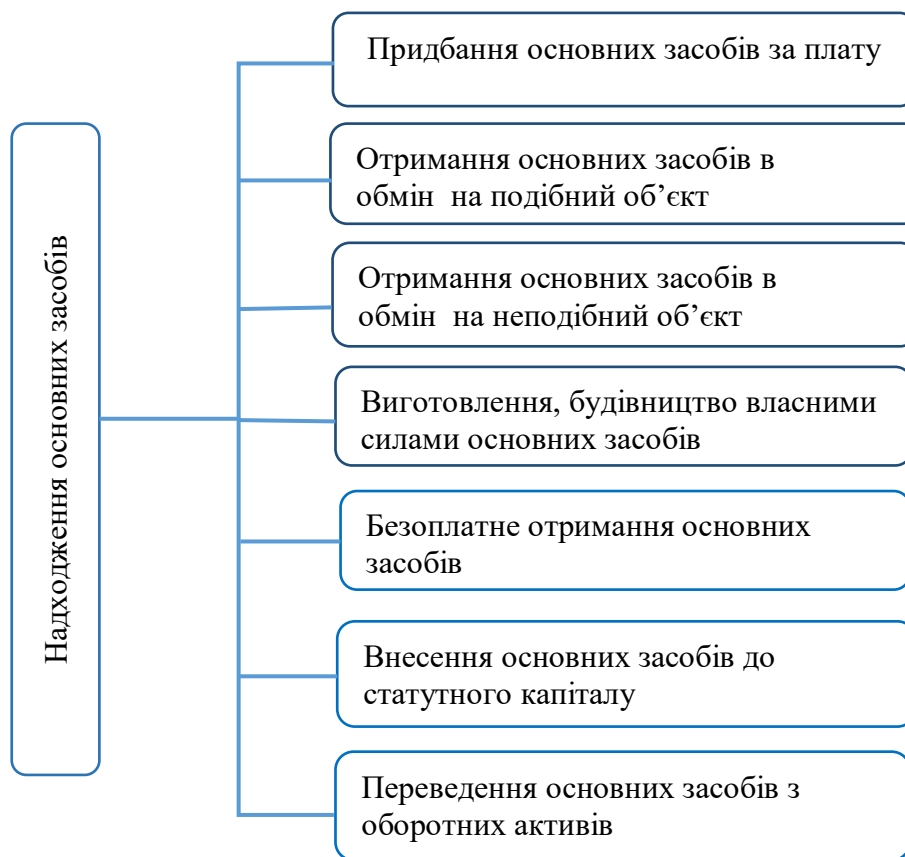 Надходження основних засобів
Придбання основних засобів за плату
Отримання основних засобів в
обмін на подібний об’єкт
Отримання основних засобів в
обмін на неподібний об’єкт
Виготовлення, будівництво власними
силами основних засобів
Безоплатне отримання основних
засобів
Внесення основних засобів до
статутного капіталу
Переведення основних засобів з
оборотних активів